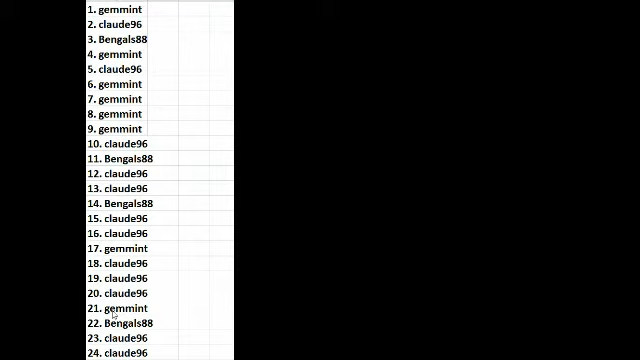 1. gemmint
2. claude96
3. Bengals88
4. gemmint
5. claude96
6. gemmint
7. gemmint
8. gemmint
9. gemmint
10. claude96
11. Bengals88
12. claude96
13. claude96
14. Bengals88
15. claude96
16. claude96
17. gemmint
18. claude96
19. claude96
20. claude96
21. gemmint
22. Bengals88
23. claude96
24. claude96